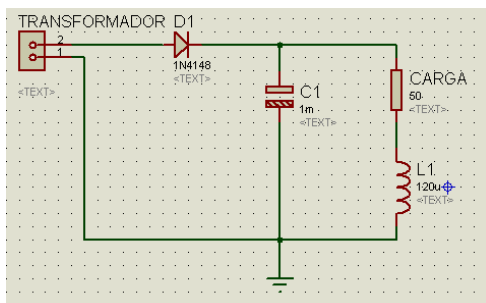 TRANSFORMADOR D1
2
1
1N4148
<TEXT>
<TEXT>
C1
1m
<TEXT>
CARGA
50
<TEXT>
L1
120u
<TEXT>